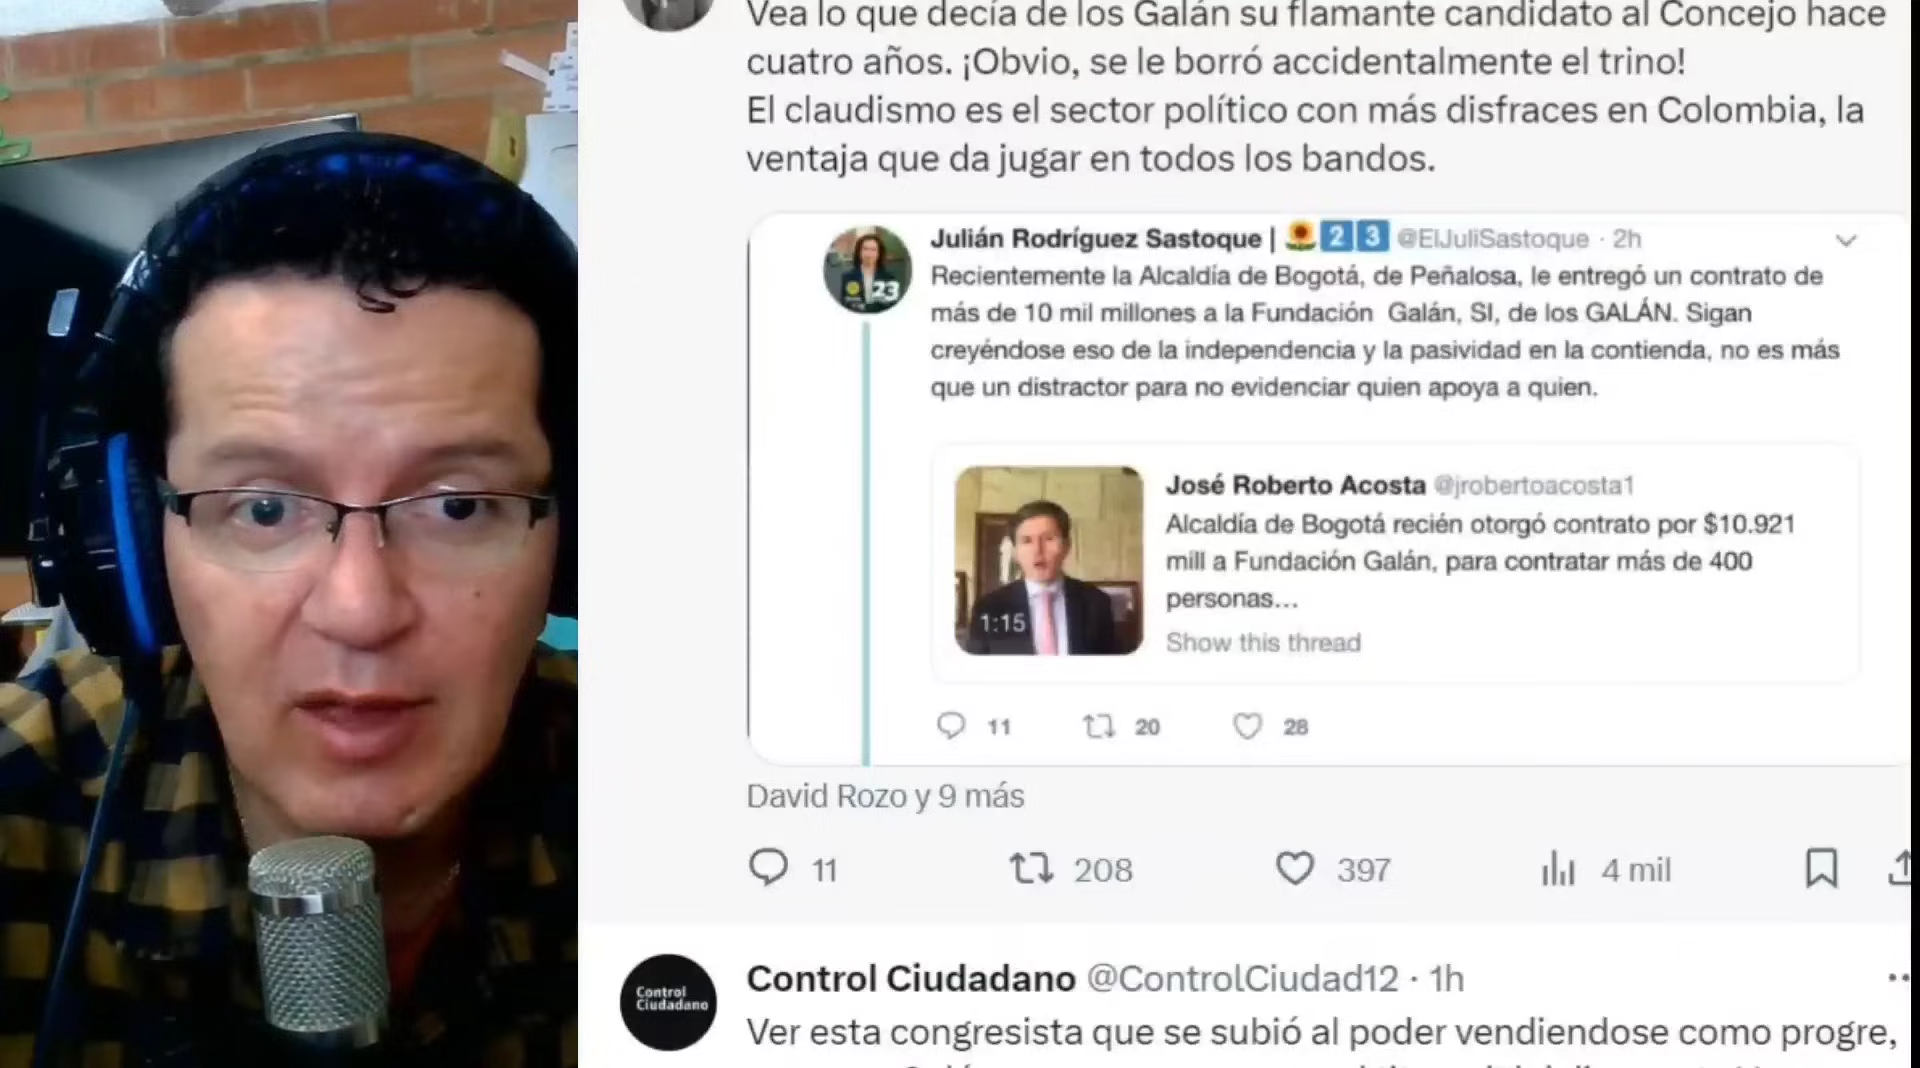 Vea lo que decía de los Galán su flamante candidato al Concejo hace
cuatro años. ¡Obvio, se le borró accidentalmente el trino!
El claudismo es el sector político con más disfraces en Colombia, la
ventaja que da jugar en todos los bandos.
Julián Rodríguez Sastoque | 🌻2️⃣3️⃣ @ElJuliSastoque · 2h
Recientemente la Alcaldía de Bogotá, de Peñalosa, le entregó un contrato de
más de 10 mil millones a la Fundación Galán, SI, de los GALÁN. Sigan
creyéndose eso de la independencia y la pasividad en la contienda, no es más
que un distractor para no evidenciar quien apoya a quien.
23
José Roberto Acosta @jrobertoacosta1
Alcaldía de Bogotá recién otorgó contrato por $10.921
mill a Fundación Galán, para contratar más de 400
personas...
Show this thread
1:15
11 20 28
David Rozo y 9 más
11 208 397 4 mil
Control
Ciudadano
Control Ciudadano @ControlCiudad12 · 1h
Ver esta congresista que se subió al poder vendiendose como progre,